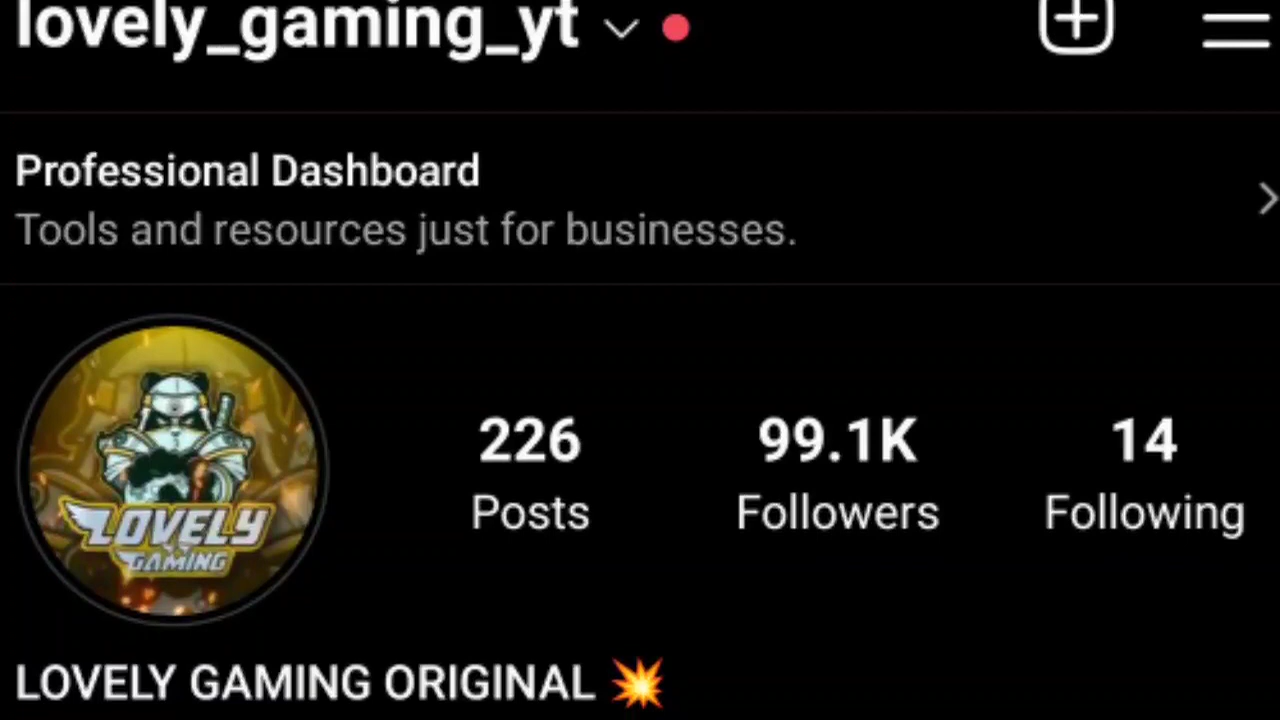 lovely_gaming_yt
Professional Dashboard
Tools and resources just for businesses.
LOVELY
GAMING
226 99.1K 14
Posts Followers Following
LOVELY GAMING ORIGINAL 💥